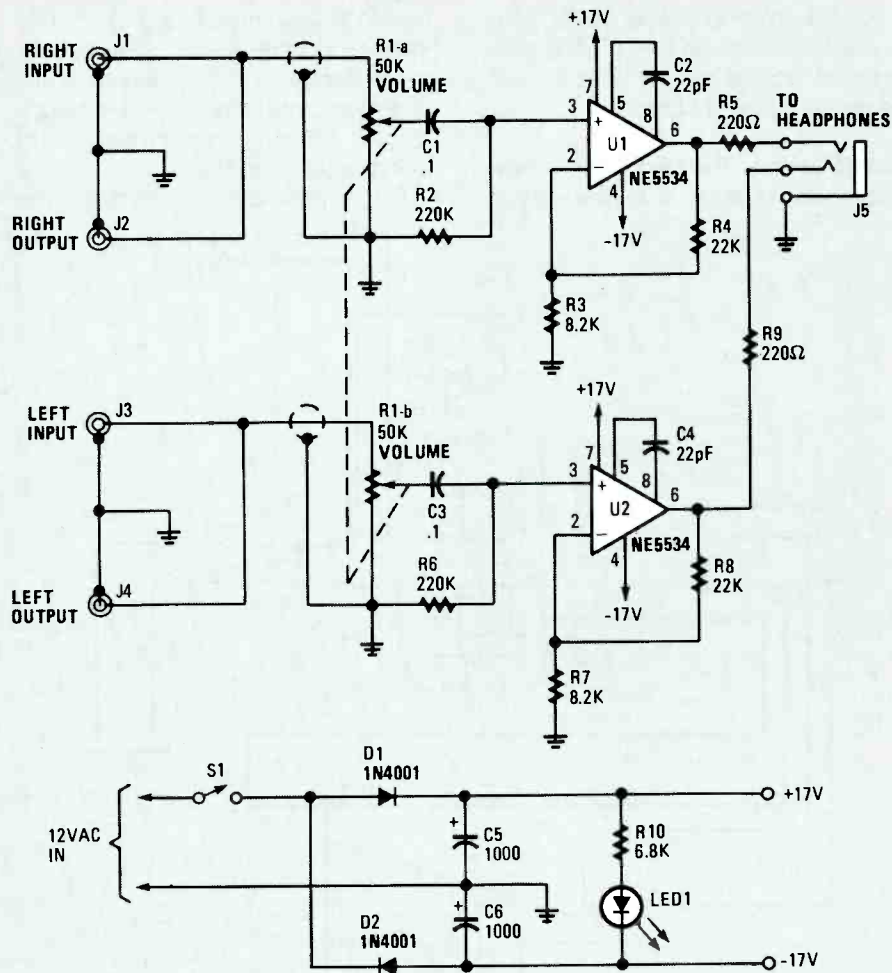 RIGHT
INPUT
J1
RIGHT
OUTPUT
J2
R1-a
50K
VOLUME
C1
.1
R2
220K
+17V
7
5
C2
22pF
8
3
+
2
−
U1
6
4
NE5534
-17V
R5
220Ω
TO
HEADPHONES
J5
R4
22K
R3
8.2K
R9
220Ω
LEFT
INPUT
J3
LEFT
OUTPUT
J4
R1-b
50K
VOLUME
C3
.1
R6
220K
+17V
7
5
C4
22pF
8
3
+
2
−
U2
6
4
NE5534
-17V
R8
22K
R7
8.2K
12VAC
IN
S1
D1
1N4001
+
C5
1000
+
C6
1000
D2
1N4001
R10
6.8K
LED1
+17V
-17V